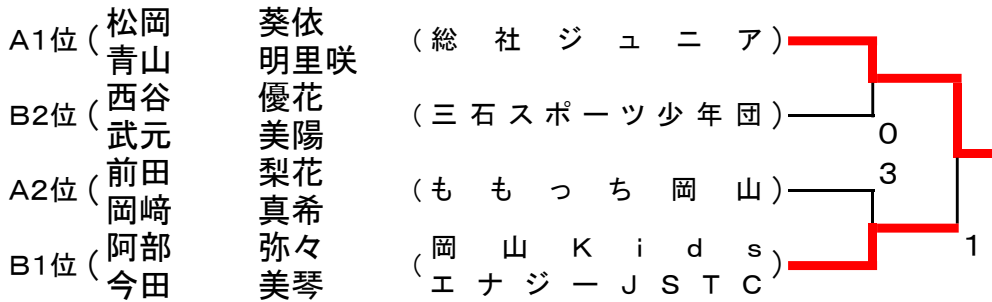 A1位 ( 松岡 葵依 ( 総社ジュニア )
青山 明里咲
B2位 ( 西谷 優花 ( 三石スポーツ少年団 )
武元 美陽
0
A2位 ( 前田 梨花 ( ももっち岡山 )
岡﨑 真希
3
B1位 ( 阿部 弥々 ( 岡山Kids
今田 美琴 エナジーJSTC )
1